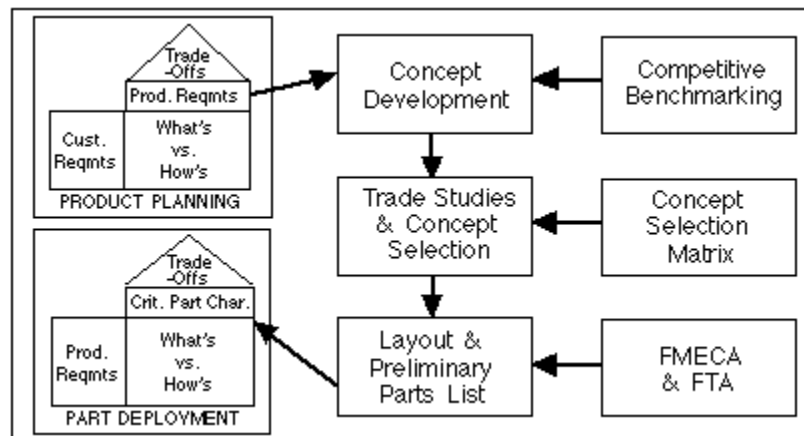 Trade
-Offs
Prod. Reqmts
Cust.
Reqmts
What's
vs.
How's
PRODUCT PLANNING
Concept
Development
Competitive
Benchmarking
Trade Studies
& Concept
Selection
Concept
Selection
Matrix
Trade
-Offs
Crit. Part Char.
Prod.
Reqmts
What's
vs.
How's
PART DEPLOYMENT
Layout &
Preliminary
Parts List
FMECA
& FTA